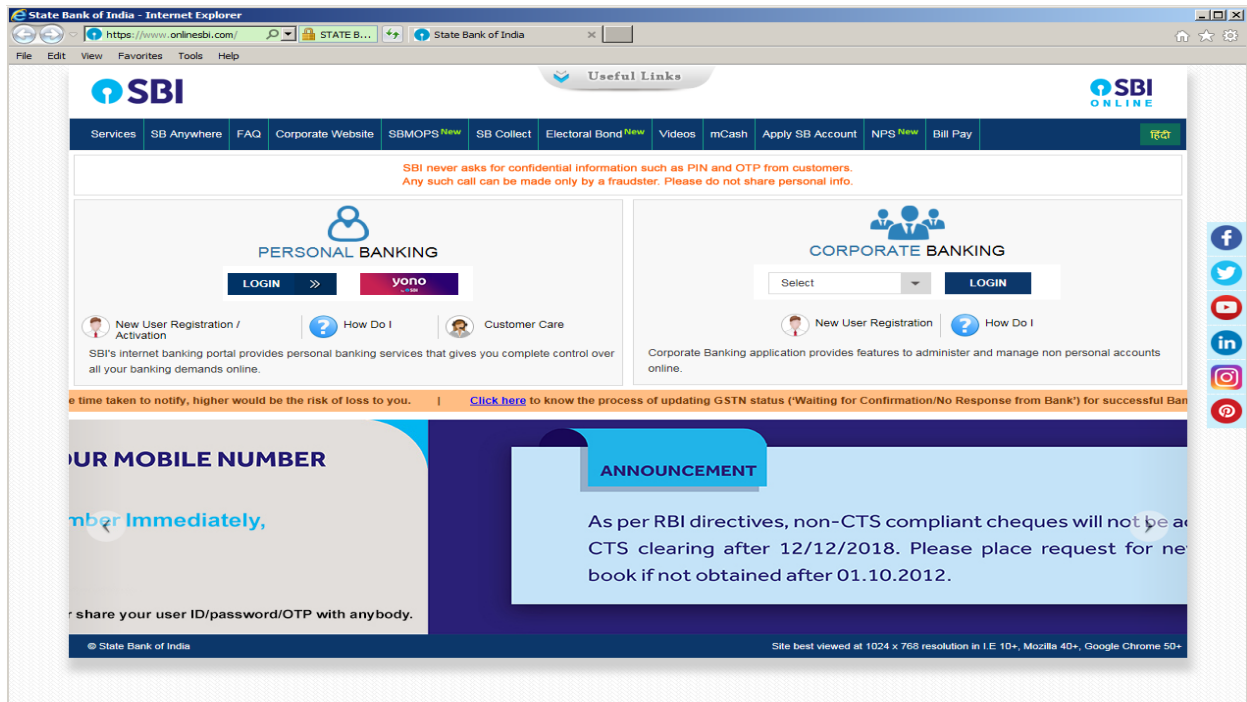 State Bank of India - Internet Explorer
https://www.onlinesbi.com/ STATE B... State Bank of India
File Edit View Favorites Tools Help
Useful Links
SBI
SBI
ONLINE
Services SB Anywhere FAQ Corporate Website SBMOPS New SB Collect Electoral Bond New Videos mCash Apply SB Account NPS New Bill Pay हिंदी
SBI never asks for confidential information such as PIN and OTP from customers.
Any such call can be made only by a fraudster. Please do not share personal info.
PERSONAL BANKING
LOGIN » yono
by SBI
New User Registration /
Activation
How Do I
Customer Care
SBI's internet banking portal provides personal banking services that gives you complete control over
all your banking demands online.
CORPORATE BANKING
Select LOGIN
New User Registration How Do I
Corporate Banking application provides features to administer and manage non personal accounts
online.
e time taken to notify, higher would be the risk of loss to you. | Click here to know the process of updating GSTN status ('Waiting for Confirmation/No Response from Bank') for successful Ban
OUR MOBILE NUMBER
mber Immediately,
r share your user ID/password/OTP with anybody.
ANNOUNCEMENT
As per RBI directives, non-CTS compliant cheques will not be ac
CTS clearing after 12/12/2018. Please place request for ne
book if not obtained after 01.10.2012.
© State Bank of India
Site best viewed at 1024 x 768 resolution in I.E 10+, Mozilla 40+, Google Chrome 50+